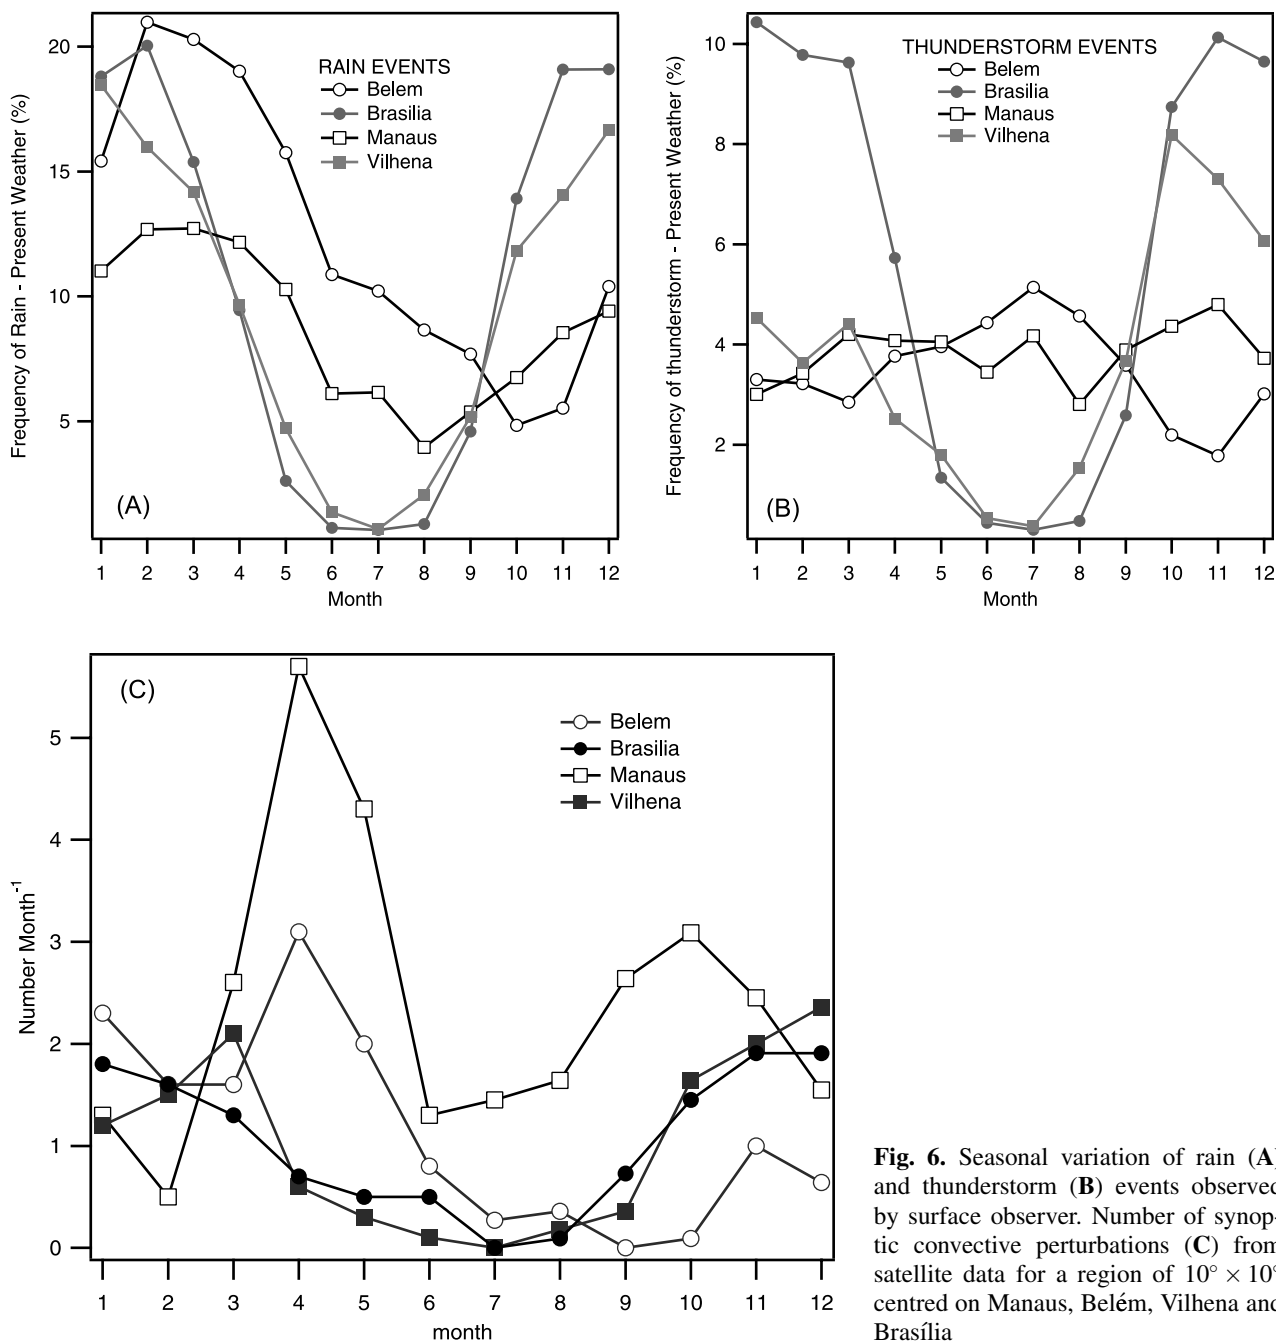 RAIN EVENTS
Belem
Brasilia
Manaus
Vilhena
Frequency of Rain - Present Weather (%)
20
15
10
5
(A)
1 2 3 4 5 6 7 8 9 10 11 12
Month
THUNDERSTORM EVENTS
Belem
Brasilia
Manaus
Vilhena
Frequency of thunderstorm - Present Weather (%)
10
8
6
4
2
(B)
1 2 3 4 5 6 7 8 9 10 11 12
Month
(C)
Belem
Brasilia
Manaus
Vilhena
Number Month⁻¹
5
4
3
2
1
0
1 2 3 4 5 6 7 8 9 10 11 12
month
Fig. 6. Seasonal variation of rain (A)
and thunderstorm (B) events observed
by surface observer. Number of synop-
tic convective perturbations (C) from
satellite data for a region of 10° × 10°
centred on Manaus, Belém, Vilhena and
Brasília